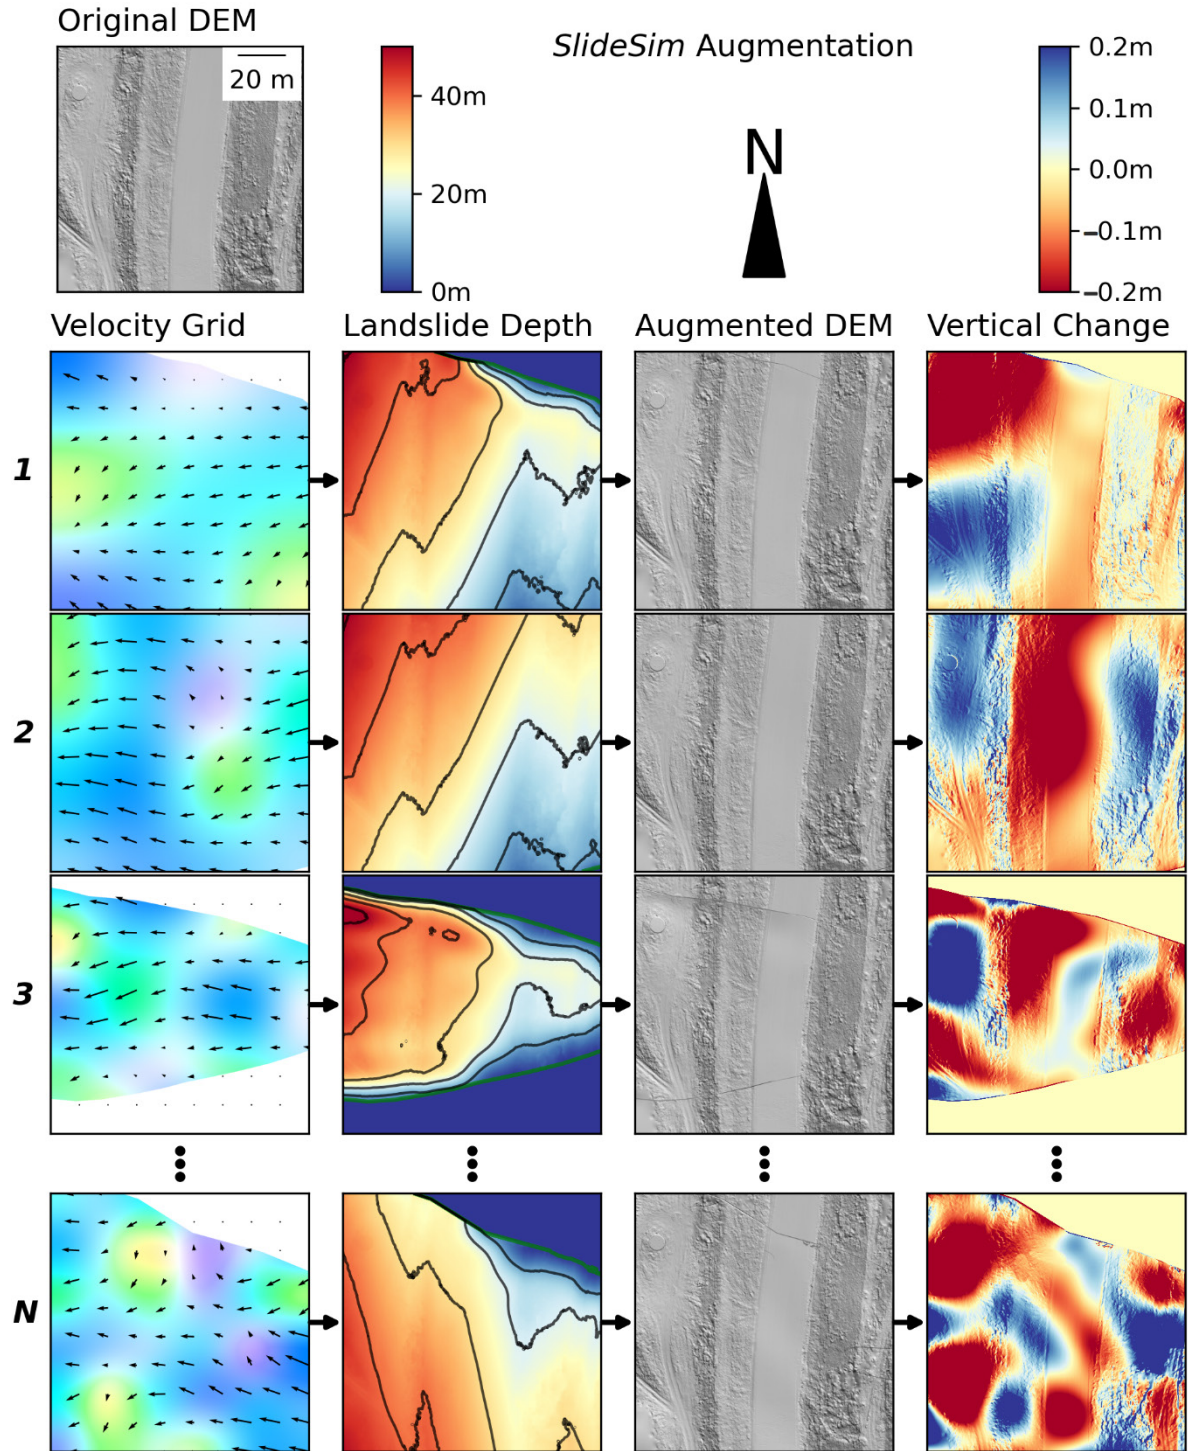 Original DEM
SlideSim Augmentation
20 m
40m
20m
0m
N
0.2m
0.1m
0.0m
−0.1m
−0.2m
Velocity Grid
Landslide Depth
Augmented DEM
Vertical Change
1
2
3
N